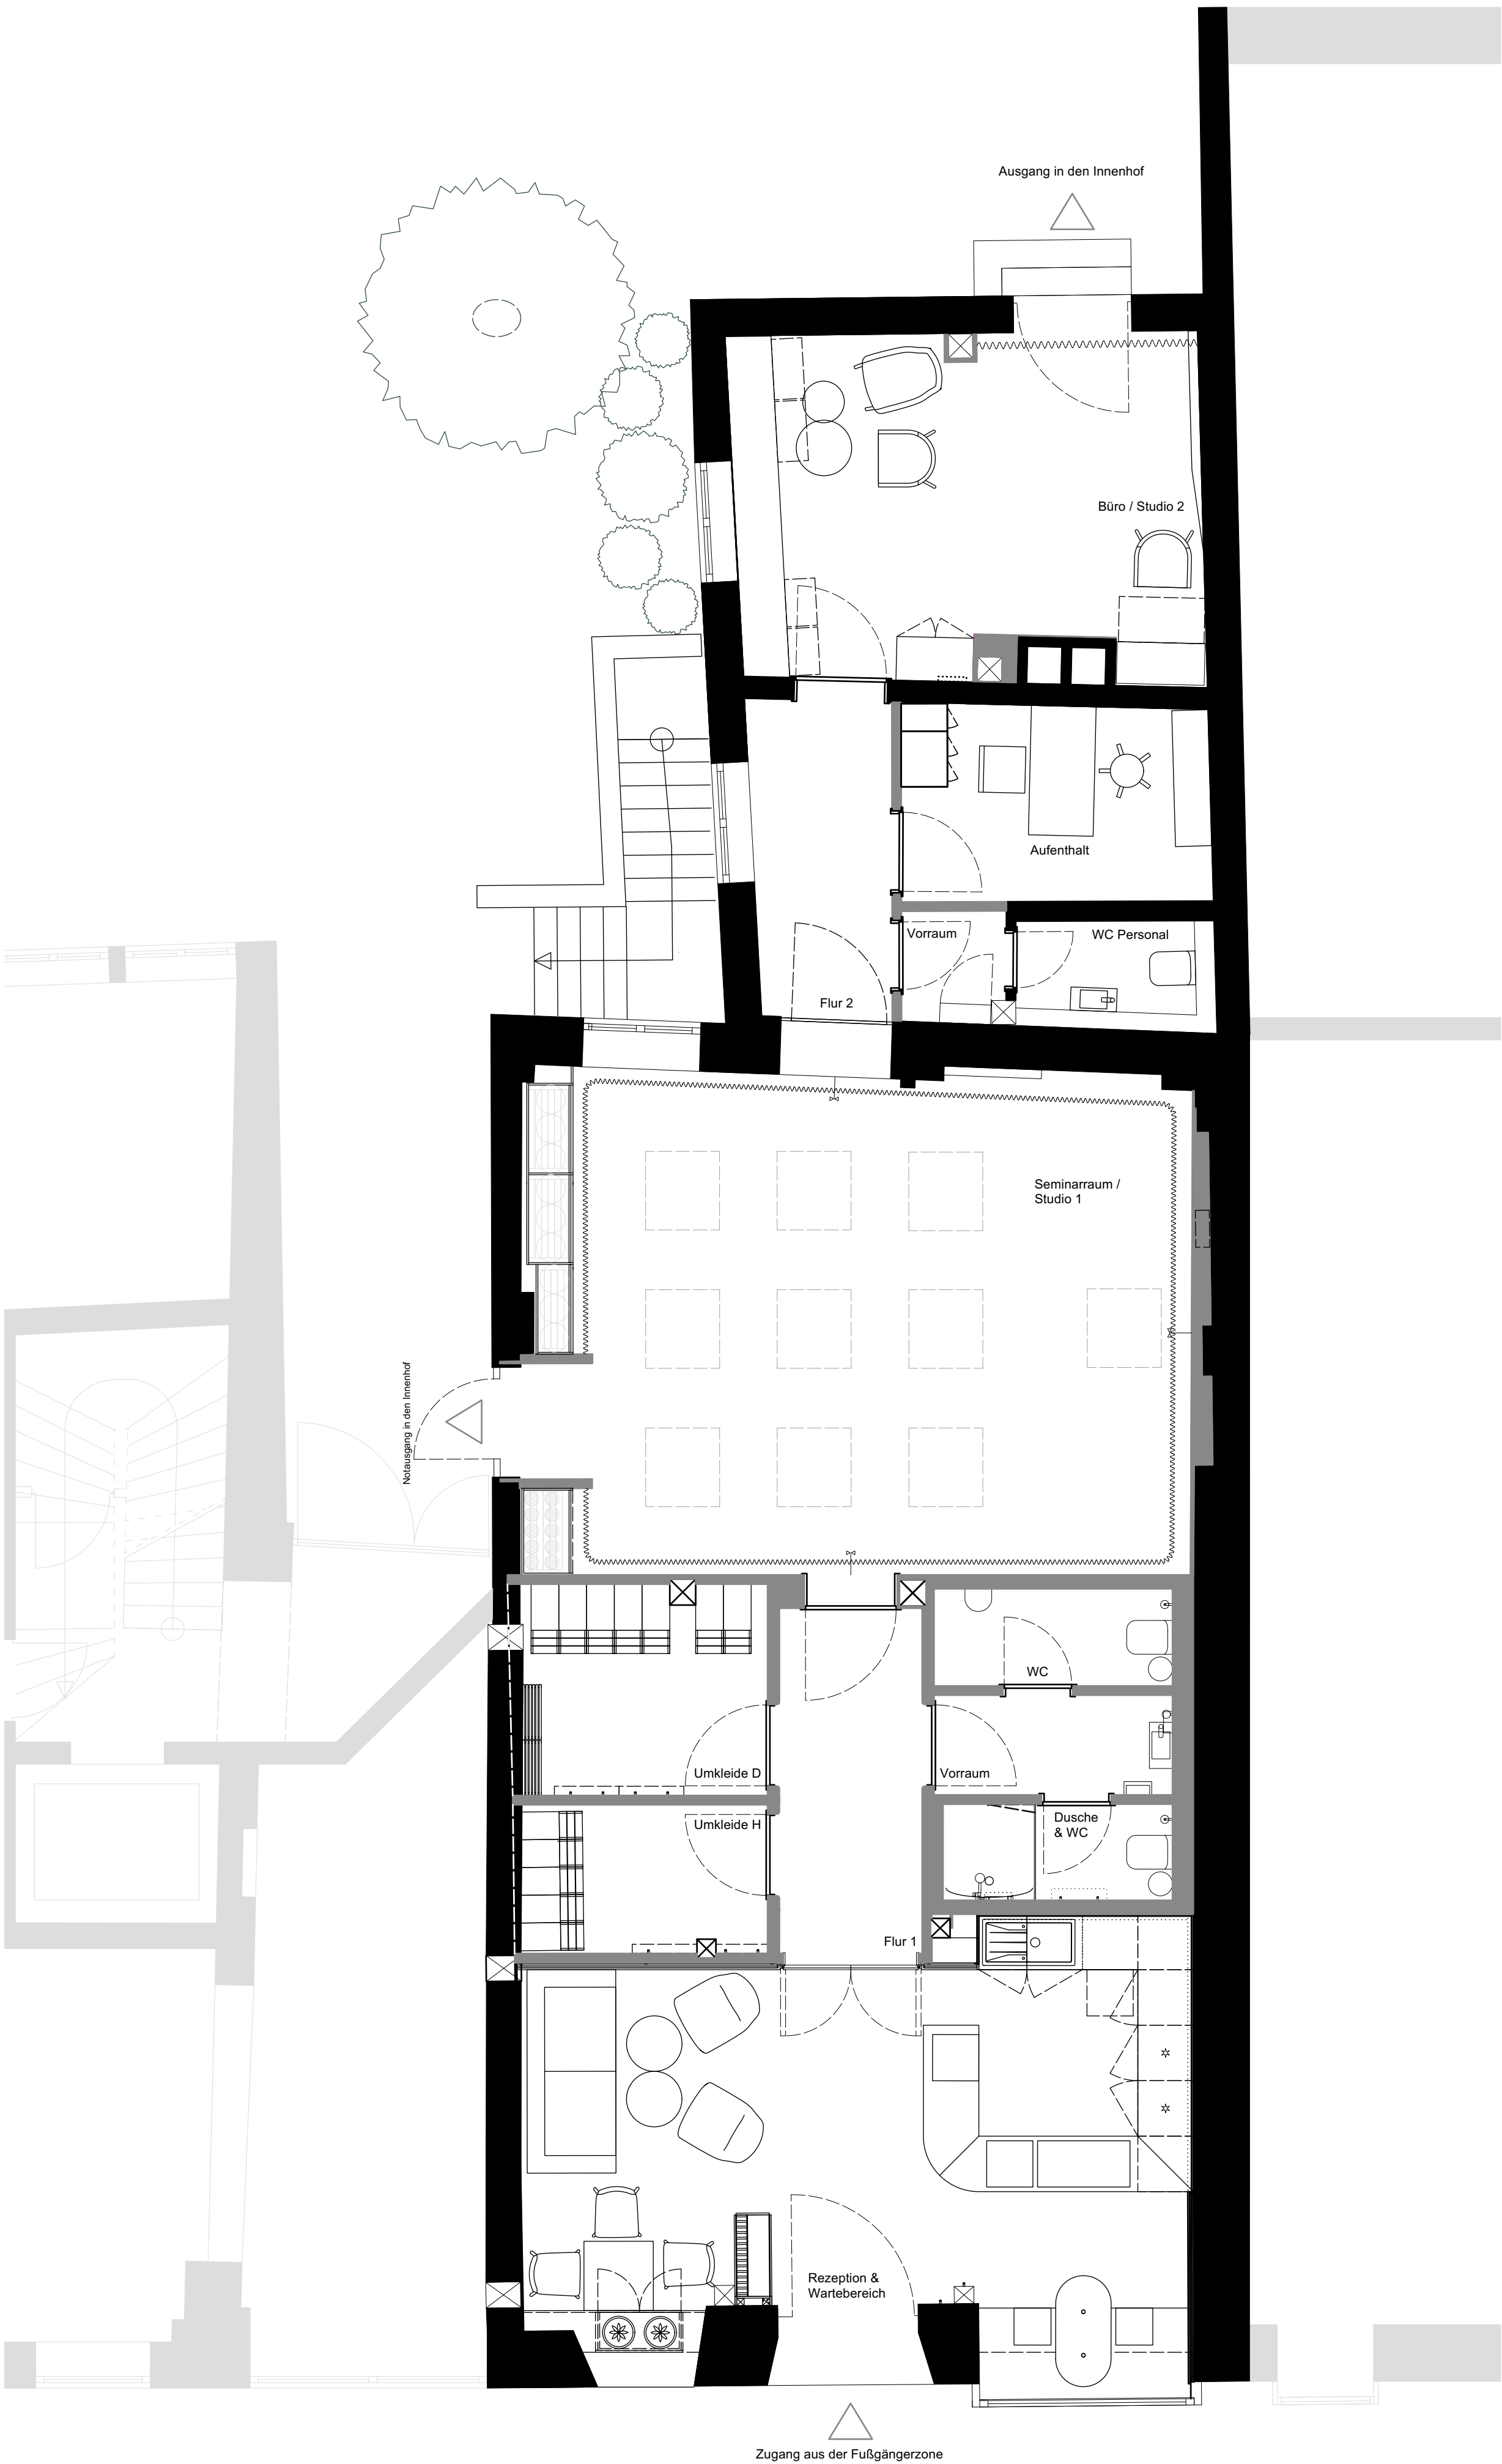 Ausgang in den Innenhof
Büro / Studio 2
Aufenthalt
Vorraum
WC Personal
Flur 2
Seminarraum /
Studio 1
Notausgang in den Innenhof
WC
Umkleide D
Vorraum
Umkleide H
Dusche
& WC
Flur 1
Rezeption &
Wartebereich
Zugang aus der Fußgängerzone